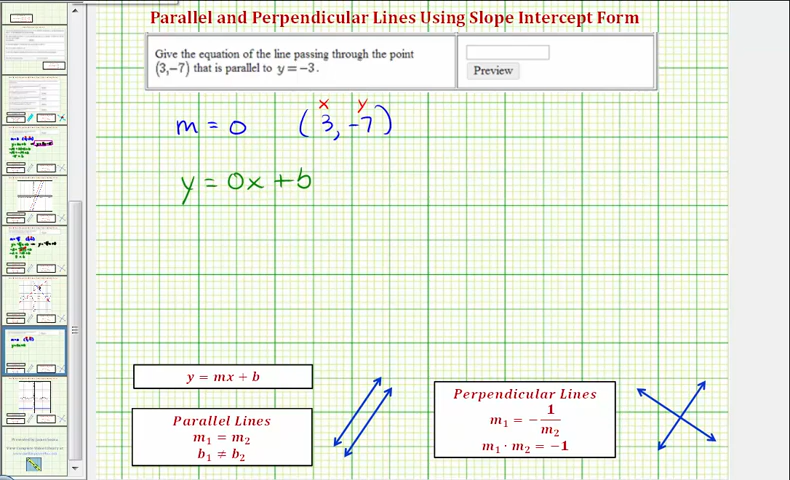 Parallel and Perpendicular Lines Using Slope Intercept Form
Give the equation of the line passing through the point
(3,−7) that is parallel to y = −3.
Preview
x y
m = 0 (3, -7)
y = 0x + b
y = mx + b
Parallel Lines
m₁ = m₂
b₁ ≠ b₂
Perpendicular Lines
m₁ = − 1/m₂
m₁ · m₂ = −1